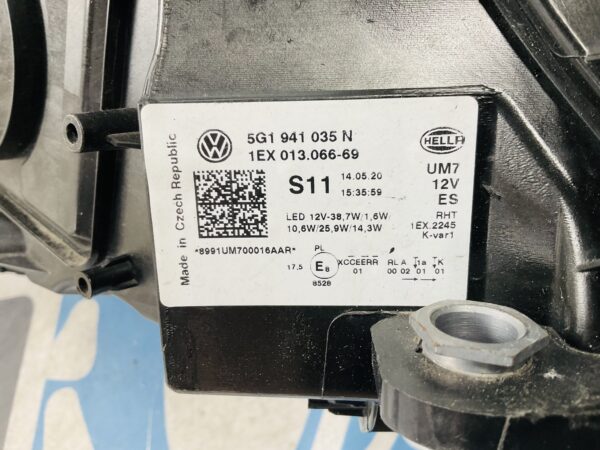 Made in Czech Republic
5G1 941 035 N
1EX 013.066-69
S11
14.05.20
15:35:59
LED 12V-38,7W/1,6W
10,6W/25,9W/14,3W
*8991UM700016AAR*
HELLA
UM7
12V
ES
RHT
1EX.2245
K-var1
PL
17,5
E8
8528
XCCEERR
01
RL A T1a TK
00 02 01 01